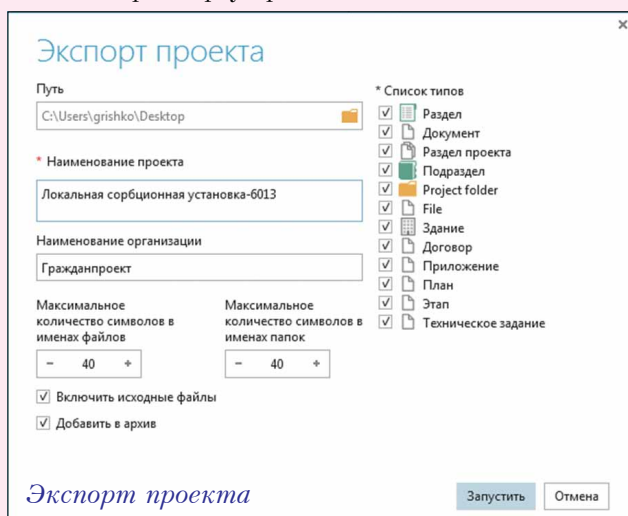 Экспорт проекта
Путь
C:\Users\grishko\Desktop
* Наименование проекта
Локальная сорбционная установка-6013
Наименование организации
Гражданпроект
Максимальное
количество символов в
именах файлов
- 40 +
Максимальное
количество символов в
именах папок
- 40 +
Включить исходные файлы
Добавить в архив
* Список типов
Раздел
Документ
Раздел проекта
Подраздел
Project folder
File
Здание
Договор
Приложение
План
Этап
Техническое задание
Экспорт проекта
Запустить
Отмена